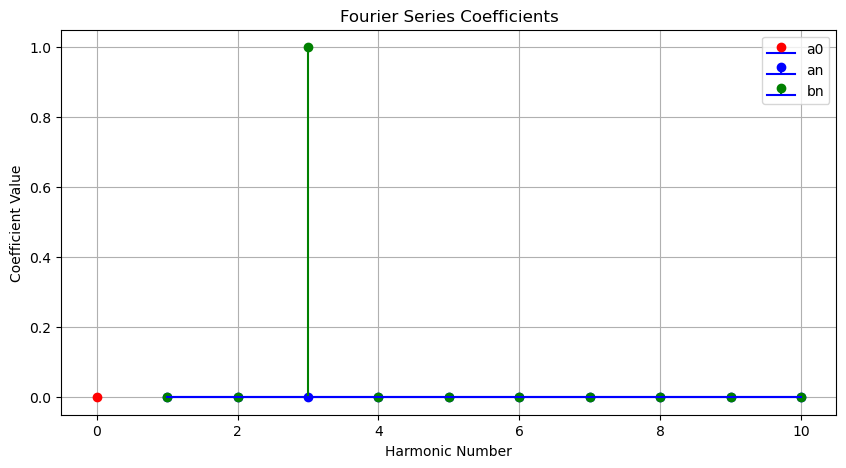 Fourier Series Coefficients
1.0
0.8
0.6
0.4
0.2
0.0
Coefficient Value
a0
an
bn
0
2
4
6
8
10
Harmonic Number